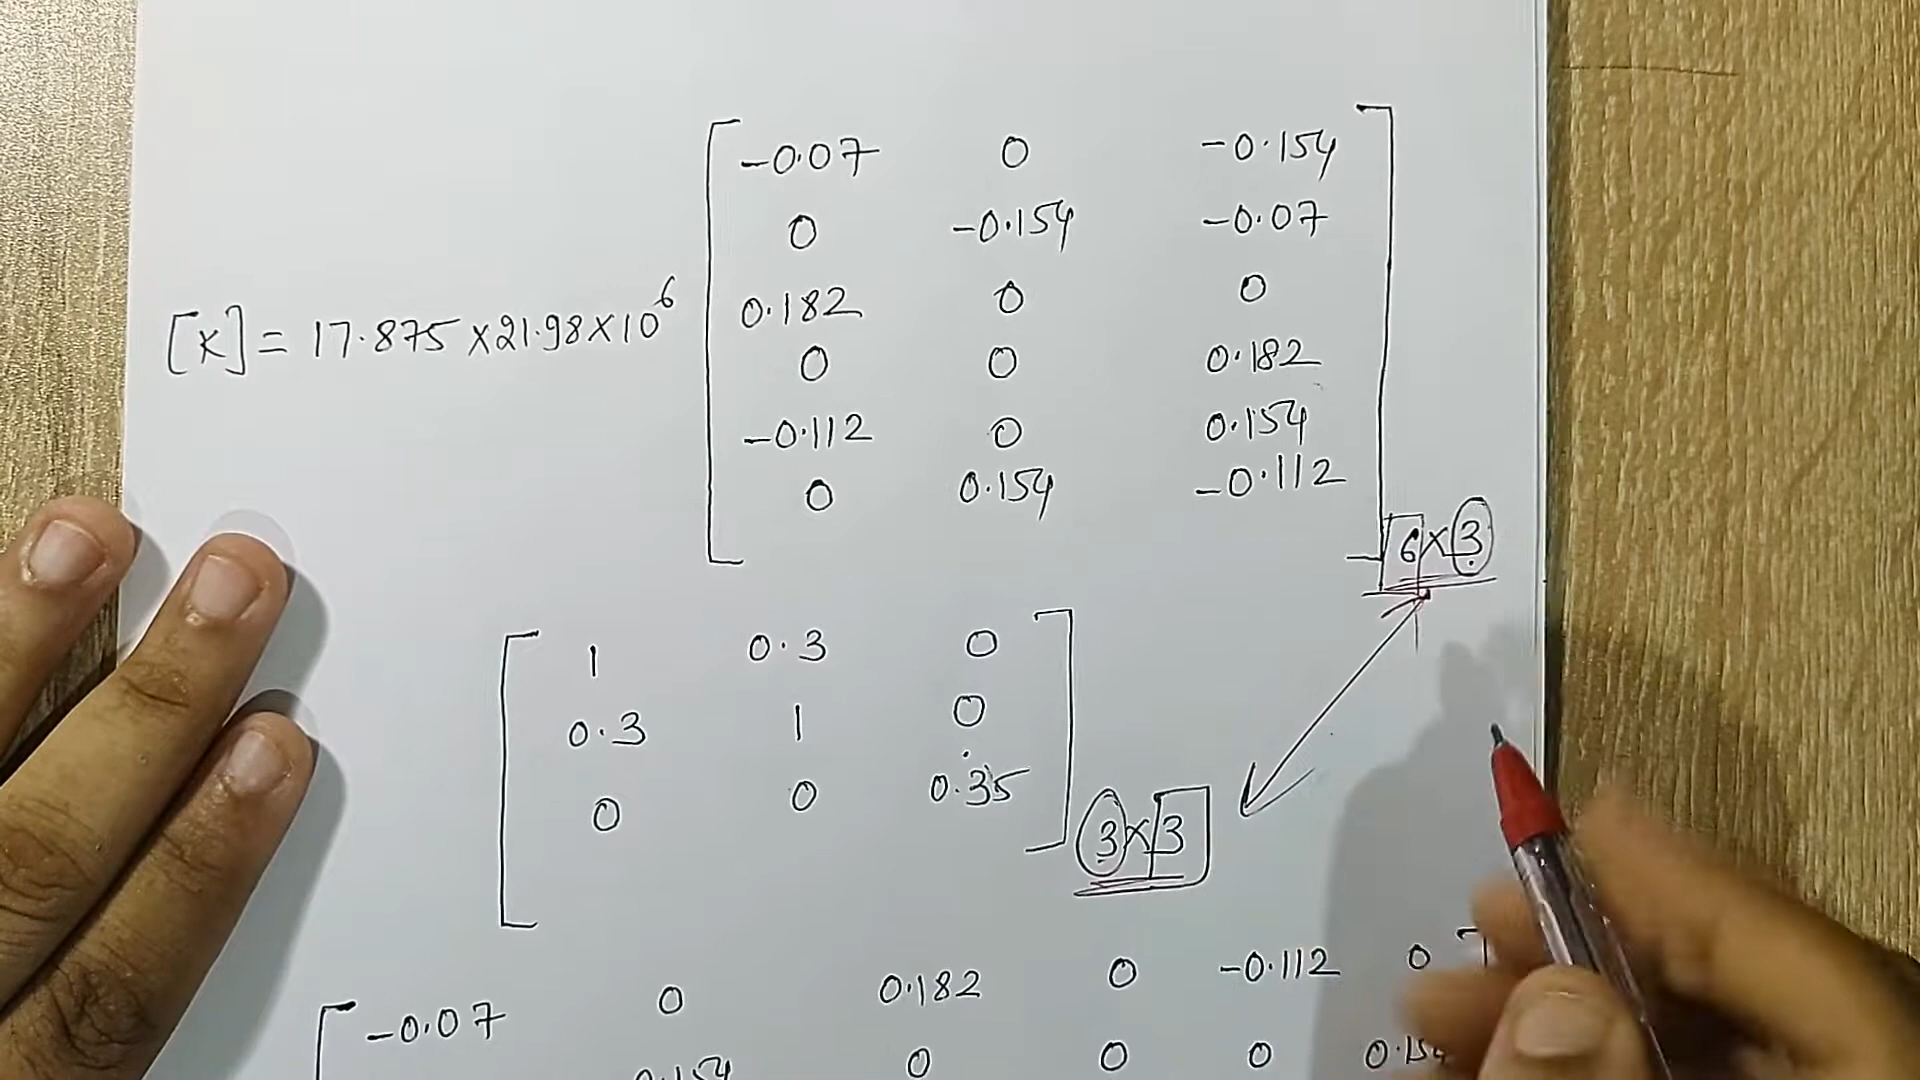 -0.07 0 -0.154
0 -0.154 -0.07
[K] = 17.875 × 21.98 × 10⁶
0.182 0 0
0 0 0.182
-0.112 0 0.154
0 0.154 -0.112
6×3
1 0.3 0
0.3 1 0
0 0 0.35
3×3
-0.07 0 0.182 0 -0.112 0
0.154 0 0 0 0.154